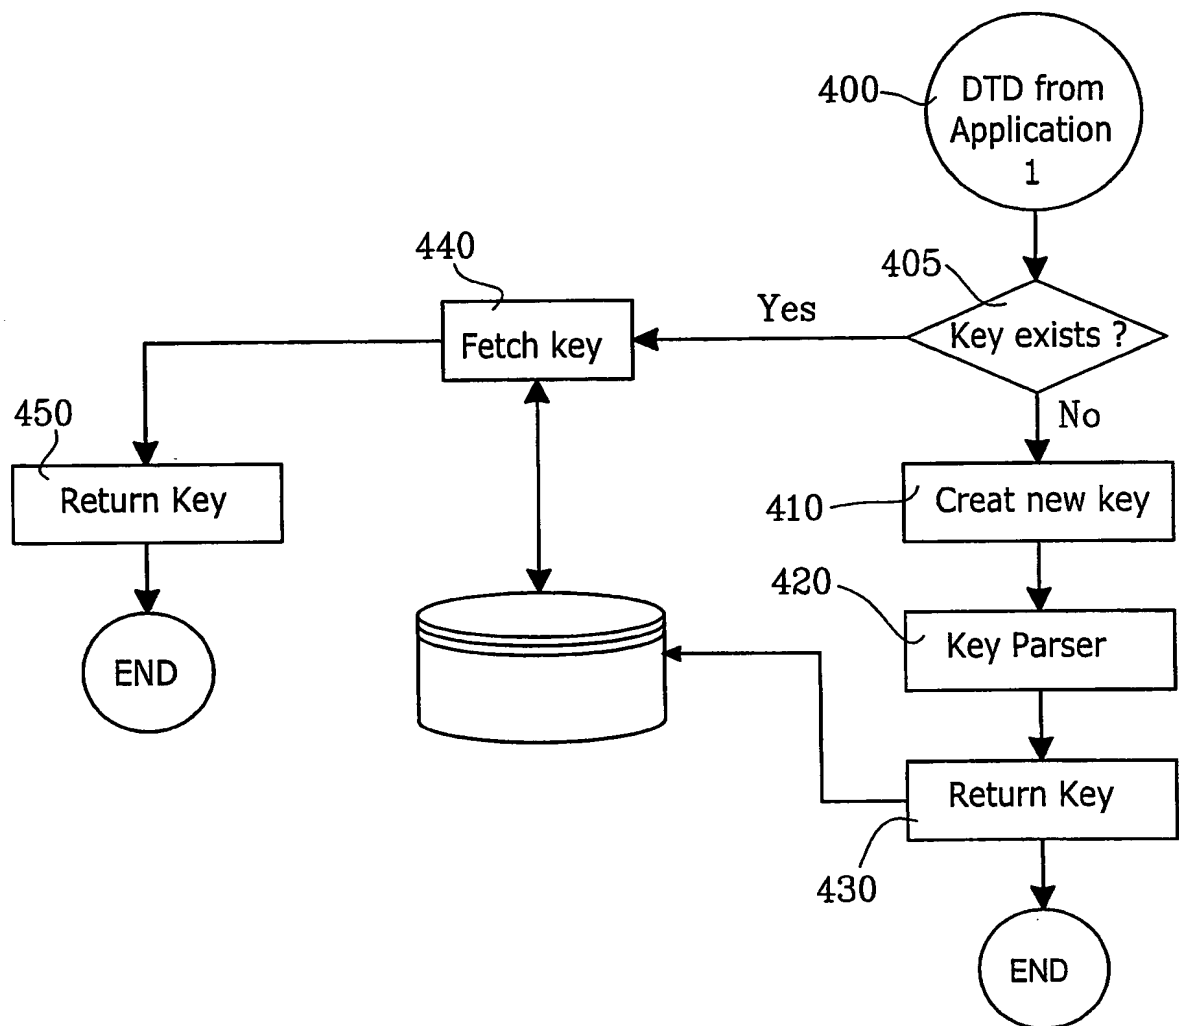 400
DTD from
Application
1
440
405
Yes
Key exists ?
Fetch key
No
450
Return Key
410
Creat new key
420
Key Parser
END
Return Key
430
END